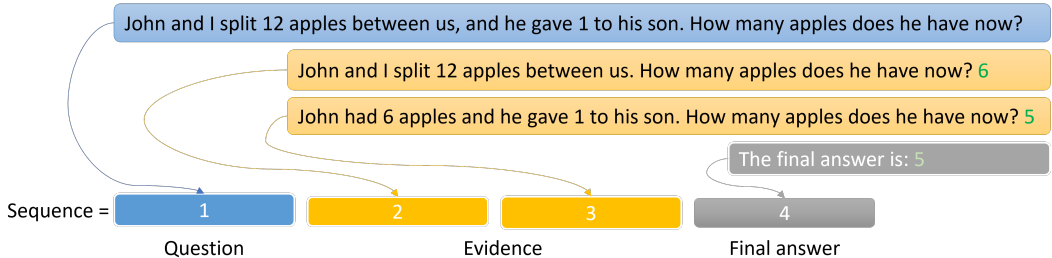 John and I split 12 apples between us, and he gave 1 to his son. How many apples does he have now?
John and I split 12 apples between us. How many apples does he have now? 6
John had 6 apples and he gave 1 to his son. How many apples does he have now? 5
The final answer is: 5
Sequence = 1 2 3 4
Question Evidence Final answer